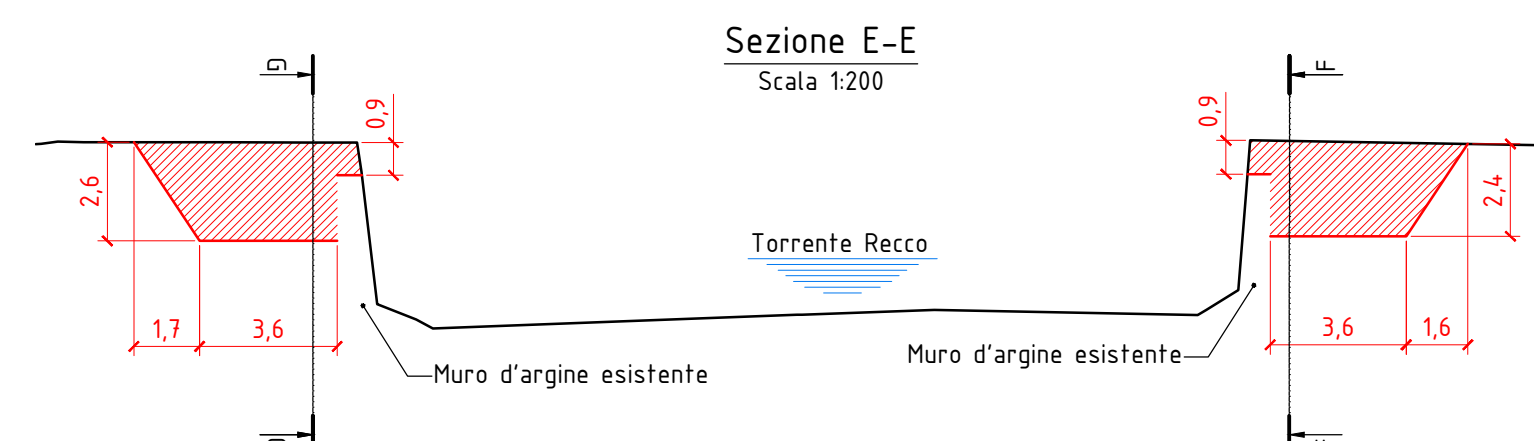 Sezione E-E
Scala 1:200
G
F
0,9
0,9
2,6
2,4
Torrente Recco
1,7
3,6
3,6
1,6
Muro d'argine esistente
Muro d'argine esistente